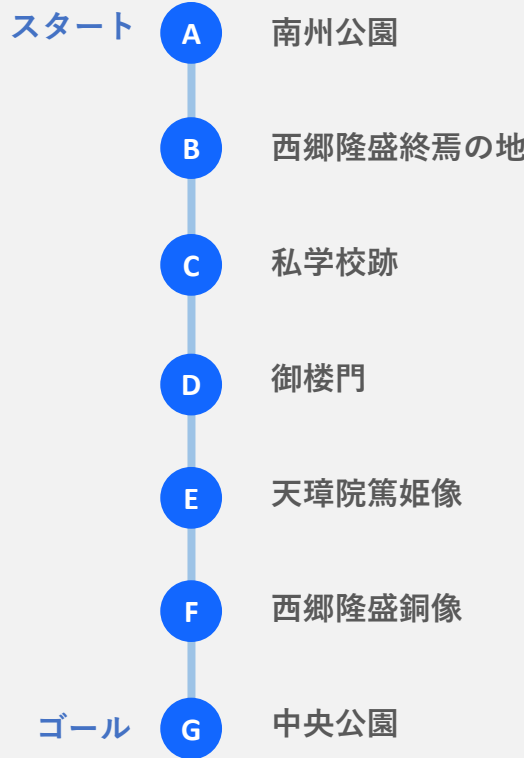 スタート A 南州公園
B 西郷隆盛終焉の地
C 私学校跡
D 御楼門
E 天璋院篤姫像
F 西郷隆盛銅像
ゴール G 中央公園